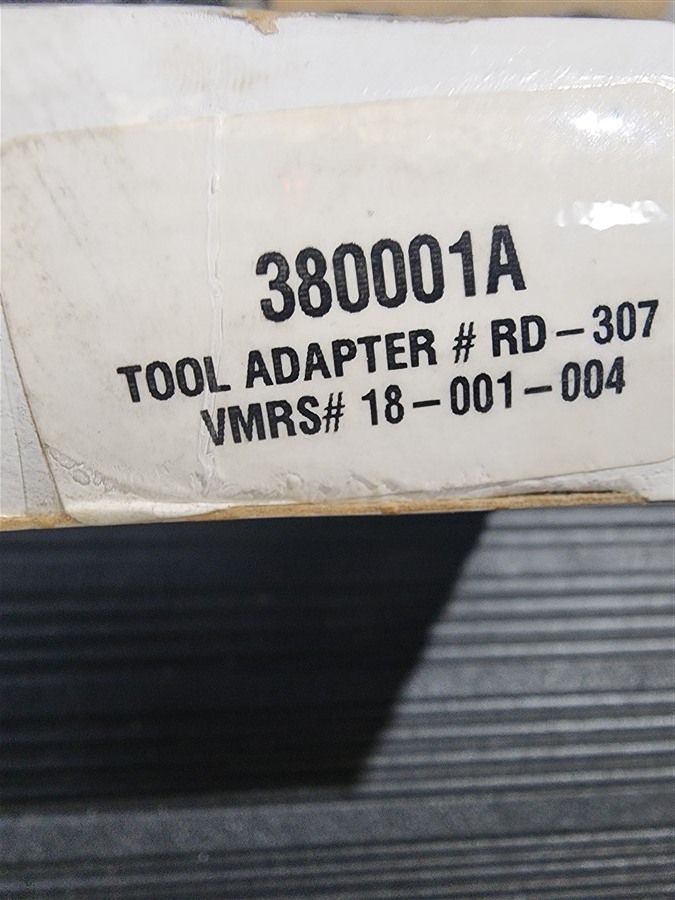 380001A
TOOL ADAPTER # RD-307
VMRS# 18-001-004